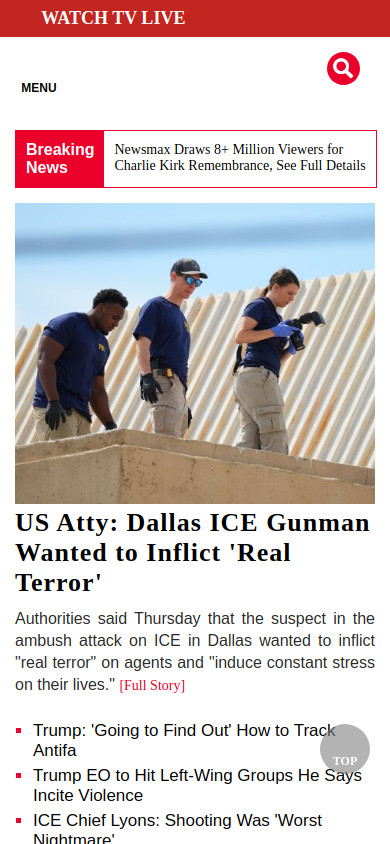 WATCH TV LIVE
MENU
Breaking
News
Newsmax Draws 8+ Million Viewers for
Charlie Kirk Remembrance, See Full Details
US Atty: Dallas ICE Gunman
Wanted to Inflict 'Real
Terror'
Authorities said Thursday that the suspect in the
ambush attack on ICE in Dallas wanted to inflict
"real terror" on agents and "induce constant stress
on their lives." [Full Story]
Trump: 'Going to Find Out' How to Track
Antifa
TOP
Trump EO to Hit Left-Wing Groups He Says
Incite Violence
ICE Chief Lyons: Shooting Was 'Worst
Nightmare'